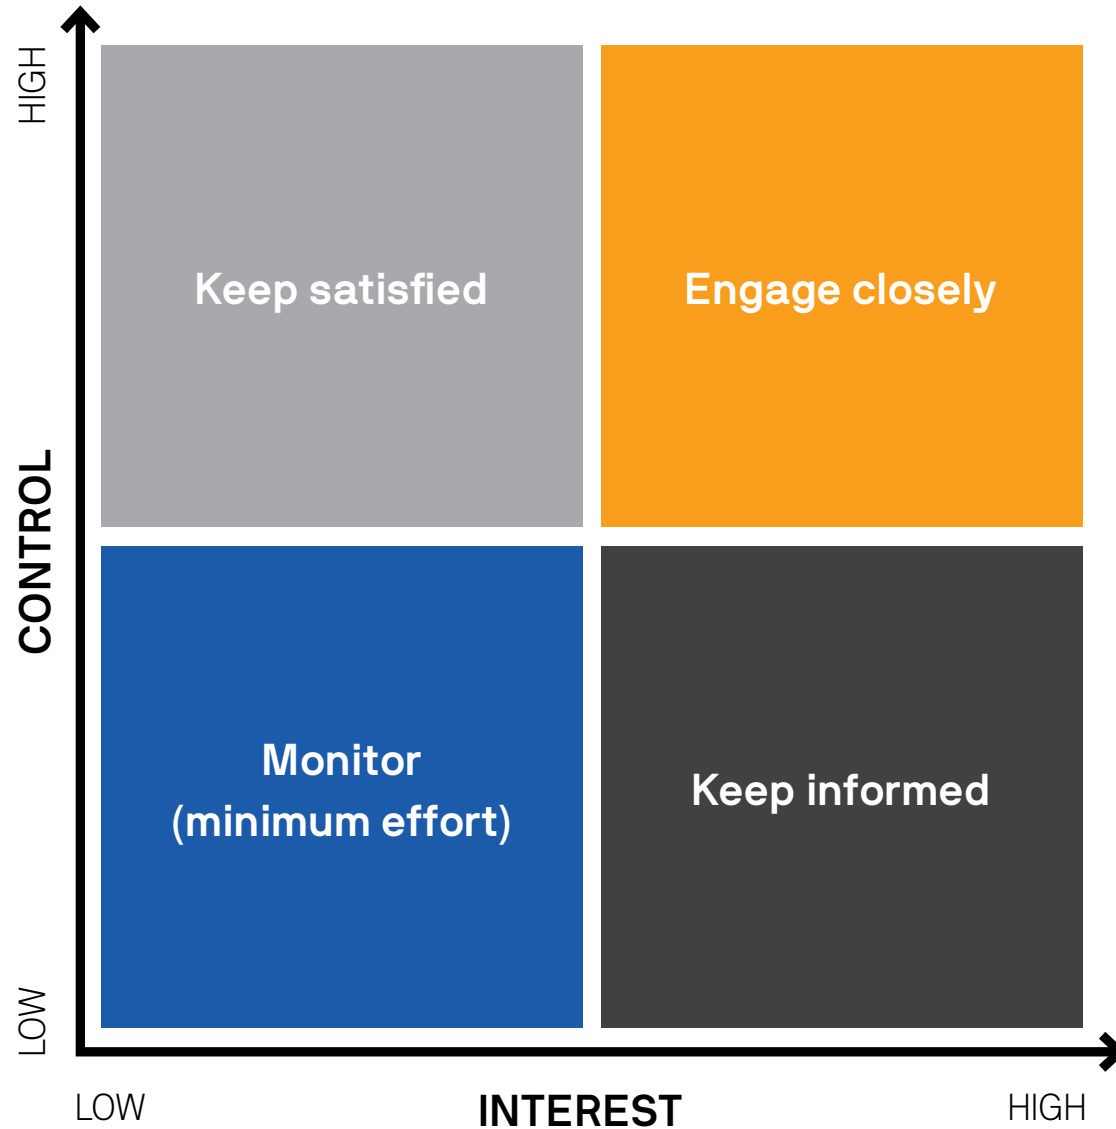 HIGH
Keep satisfied
Engage closely
CONTROL
Monitor
(minimum effort)
Keep informed
LOW
LOW
INTEREST
HIGH